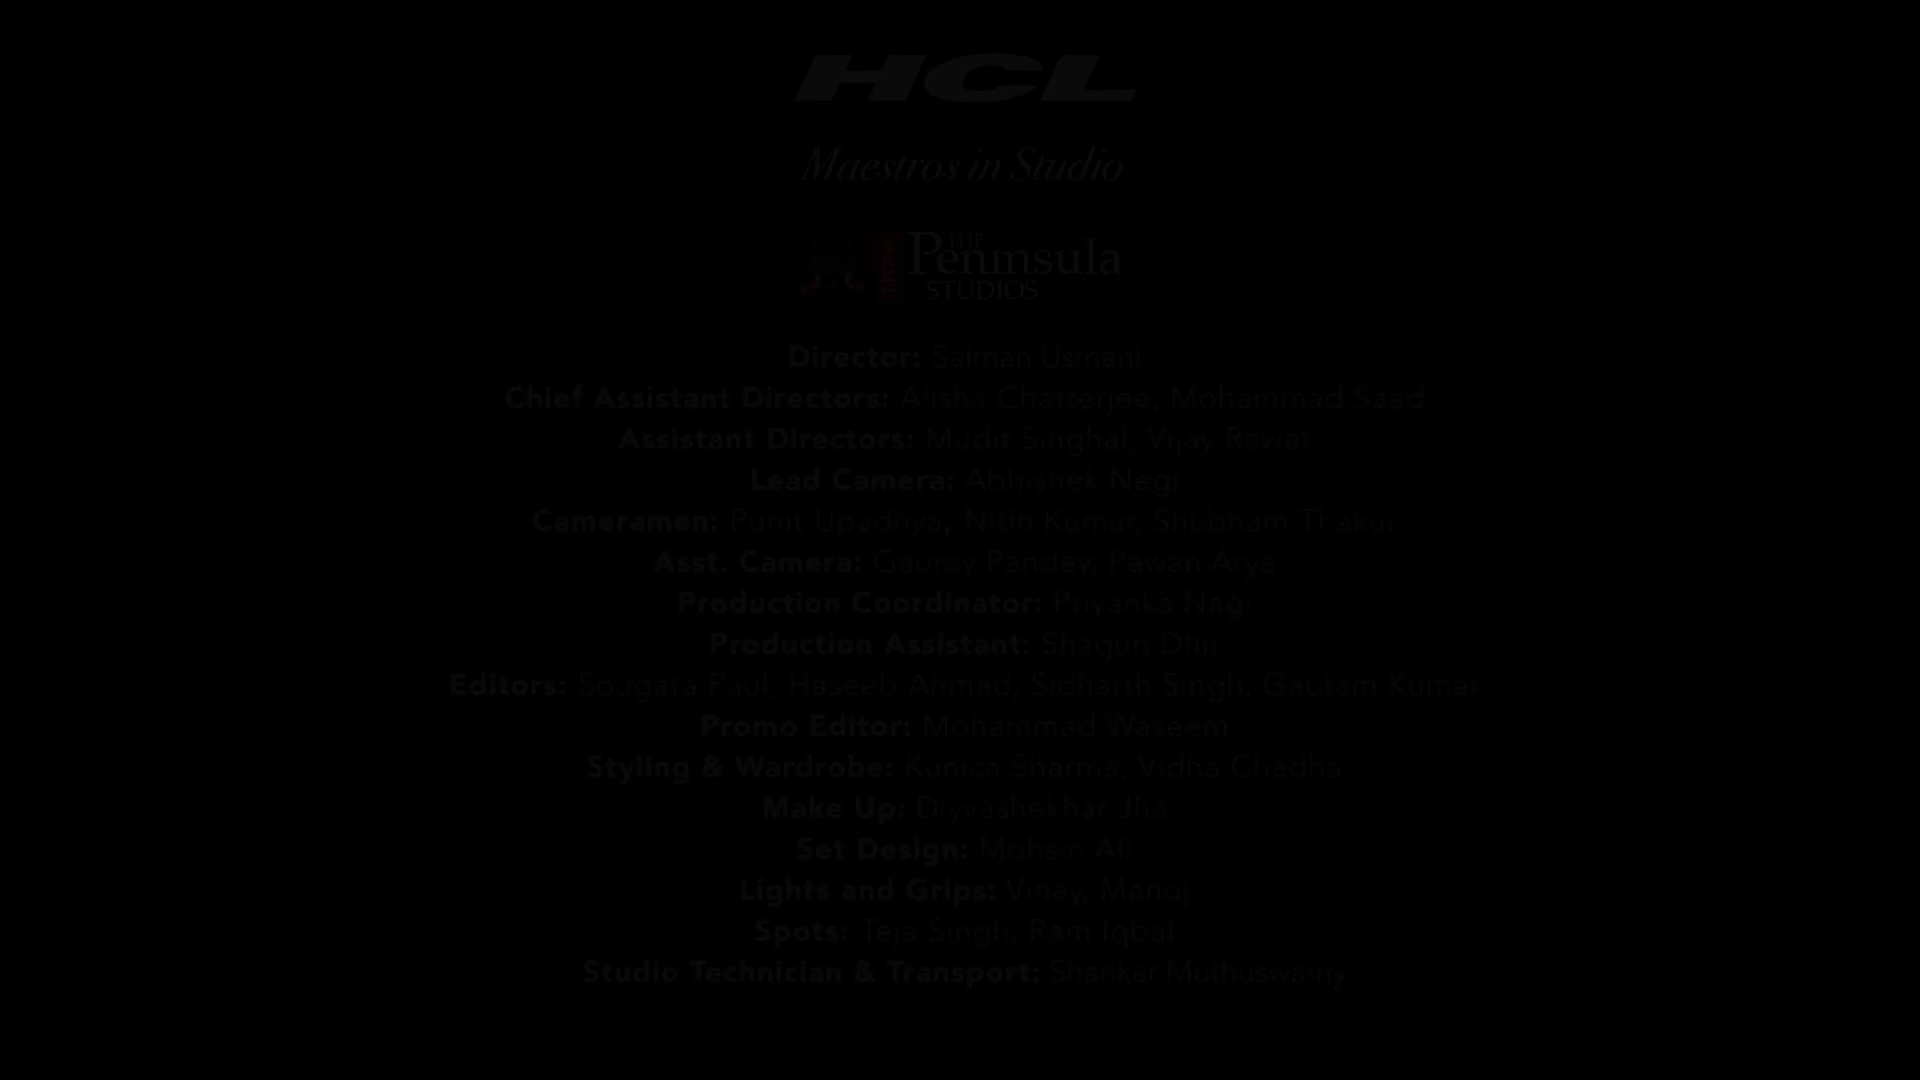 HCL
Maestros in Studio
THE
Peninsula
STUDIOS
Director: Salman Usmani
Chief Assistant Directors: Alisha Chatterjee, Mohammad Saad
Assistant Directors: Mudit Singhal, Vijay Rawat
Lead Camera: Abhishek Negi
Cameramen: Punit Upadhya, Nitin Kumar, Shubham Thakur
Asst. Camera: Gaurav Pandey, Pawan Arya
Production Coordinator: Priyanka Nagi
Production Assistant: Shagun Dhir
Editors: Sougata Paul, Haseeb Ahmad, Sidharth Singh, Gautam Kumar
Promo Editor: Mohammad Waseem
Styling & Wardrobe: Kunica Sharma, Vidha Chadha
Make Up: Diyvashekhar Jha
Set Design: Mohsin Ali
Lights and Grips: Vinay, Manoj
Spots: Teja Singh, Ram Iqbal
Studio Technician & Transport: Shankar Muthuswamy